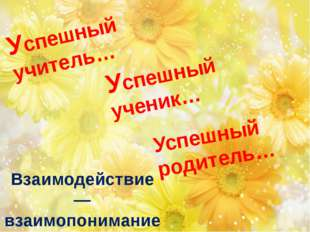 Успешный
учитель…
Успешный
ученик…
Успешный
родитель…
Взаимодействие
—
взаимопонимание